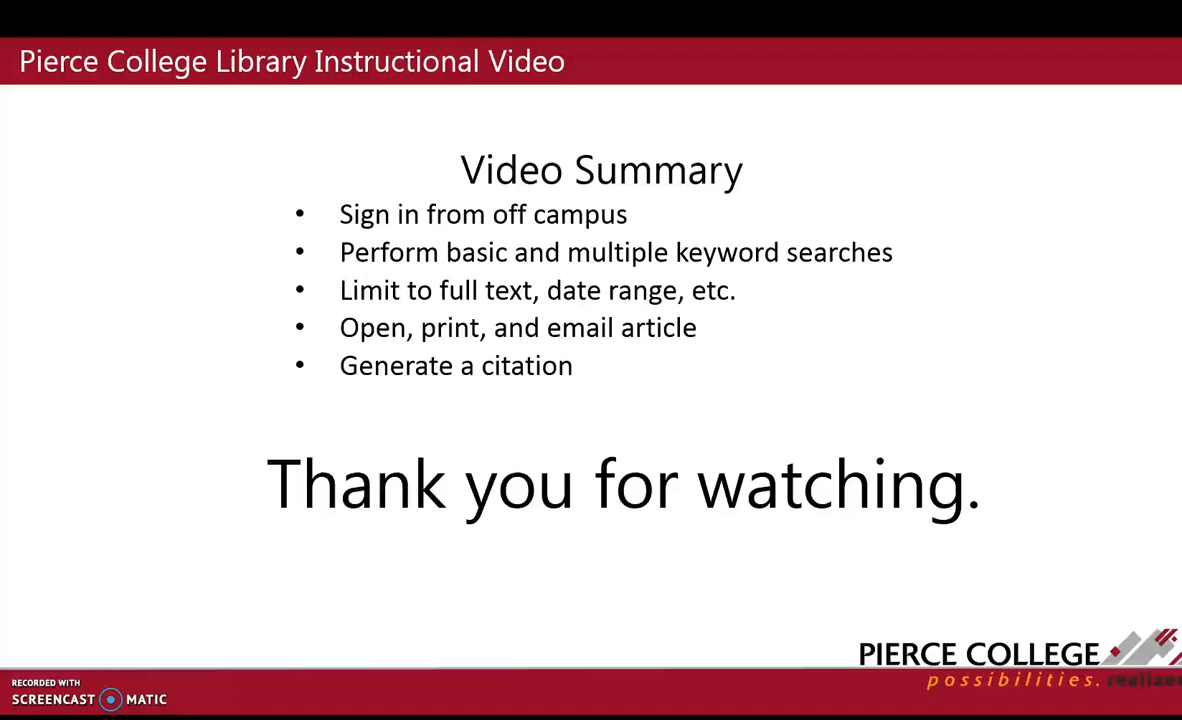 Pierce College Library Instructional Video
Video Summary
• Sign in from off campus
• Perform basic and multiple keyword searches
• Limit to full text, date range, etc.
• Open, print, and email article
• Generate a citation
Thank you for watching.
PIERCE COLLEGE
possibilities.
RECORDED WITH
SCREENCAST MATIC